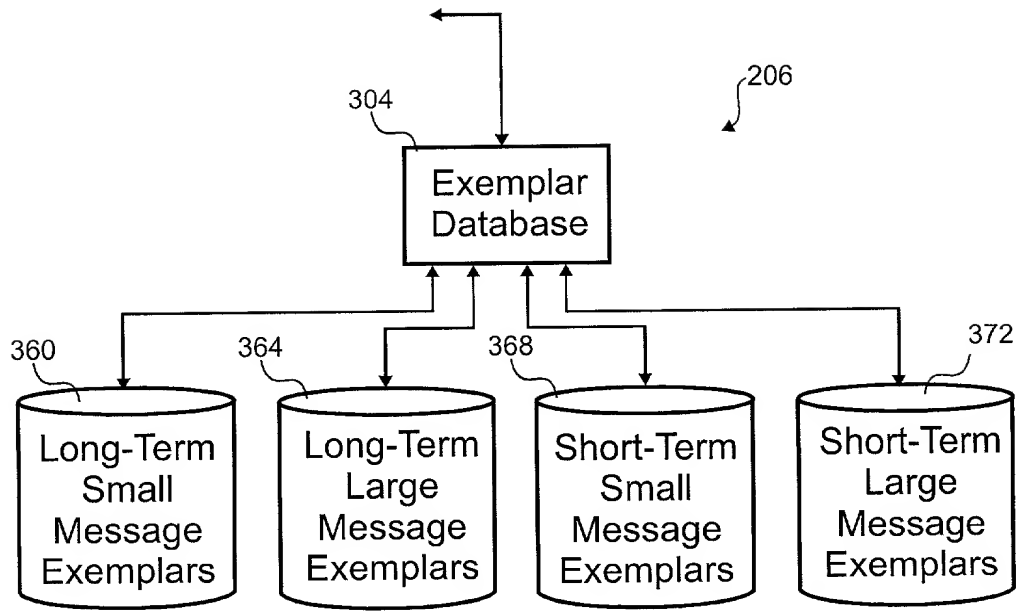 206
304
Exemplar
Database
360
364
368
372
Long-Term
Small
Message
Exemplars
Long-Term
Large
Message
Exemplars
Short-Term
Small
Message
Exemplars
Short-Term
Large
Message
Exemplars